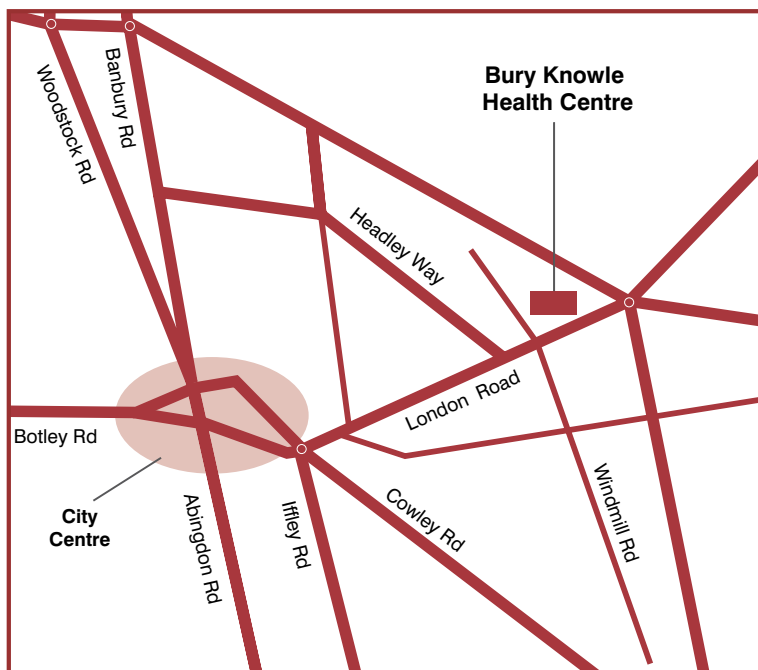 Woodstock Rd
Banbury Rd
Bury Knowle
Health Centre
Headley Way
London Road
Botley Rd
City
Centre
Abingdon Rd
Iffley Rd
Cowley Rd
Windmill Rd